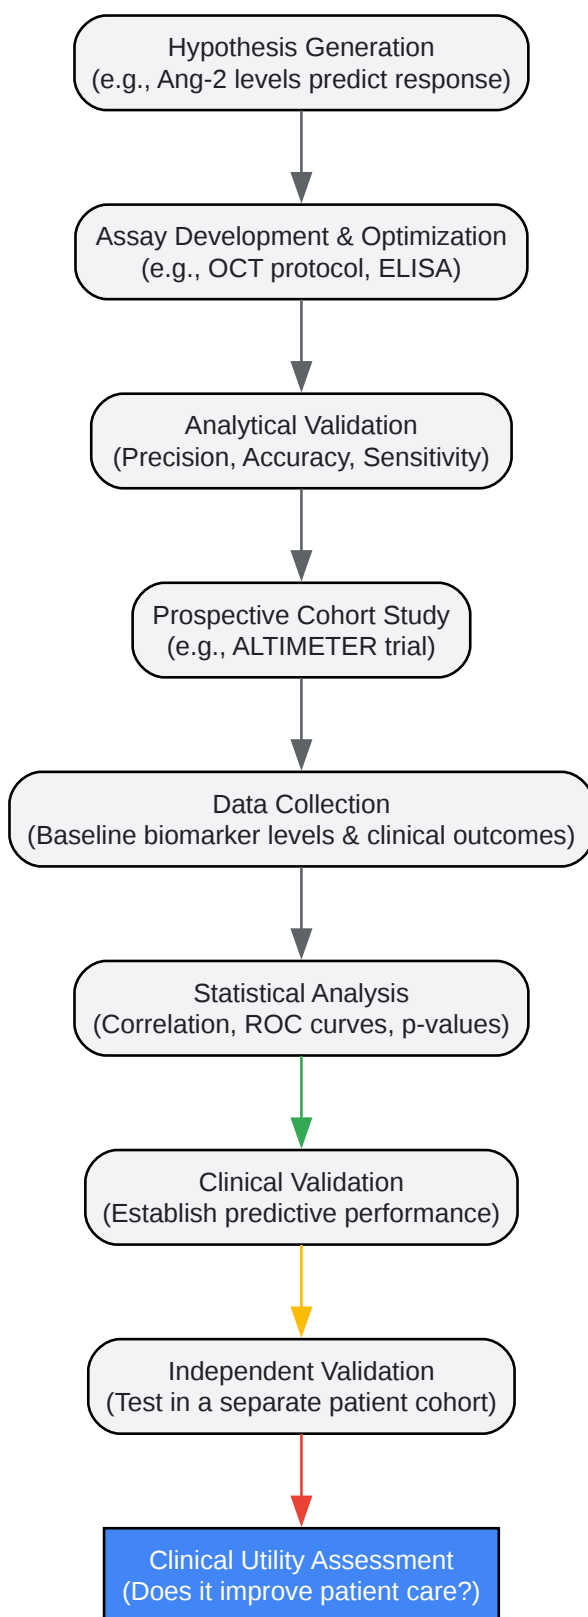 Hypothesis Generation
(e.g., Ang-2 levels predict response)
Assay Development & Optimization
(e.g., OCT protocol, ELISA)
Analytical Validation
(Precision, Accuracy, Sensitivity)
Prospective Cohort Study
(e.g., ALTIMETER trial)
Data Collection
(Baseline biomarker levels & clinical outcomes)
Statistical Analysis
(Correlation, ROC curves, p-values)
Clinical Validation
(Establish predictive performance)
Independent Validation
(Test in a separate patient cohort)
Clinical Utility Assessment
(Does it improve patient care?)